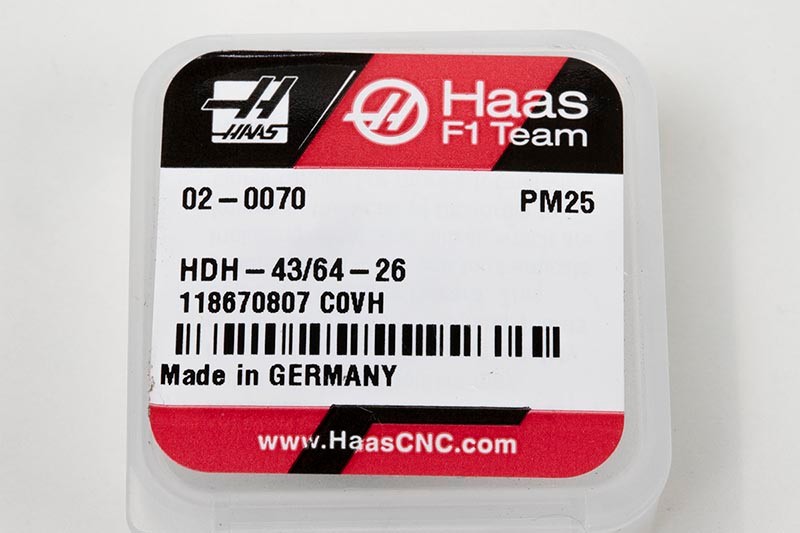 HAAS
Haas
F1 Team
02-0070 PM25
HDH-43/64-26
118670807 C0VH
Made in GERMANY
www.HaasCNC.com